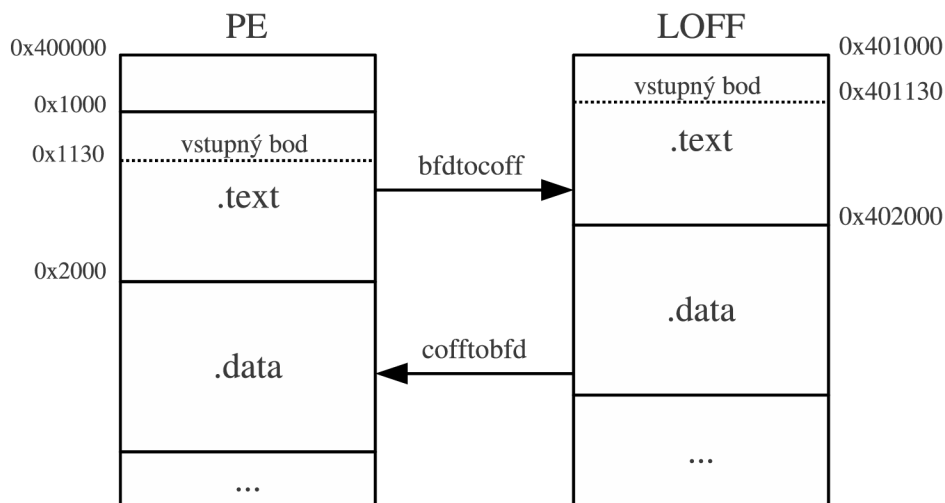 PE
LOFF
0x400000
0x401000
vstupný bod
0x401130
0x1000
vstupný bod
0x1130
.text
bfdtocoff
.text
0x402000
0x2000
.data
cofftobfd
.data
...
...